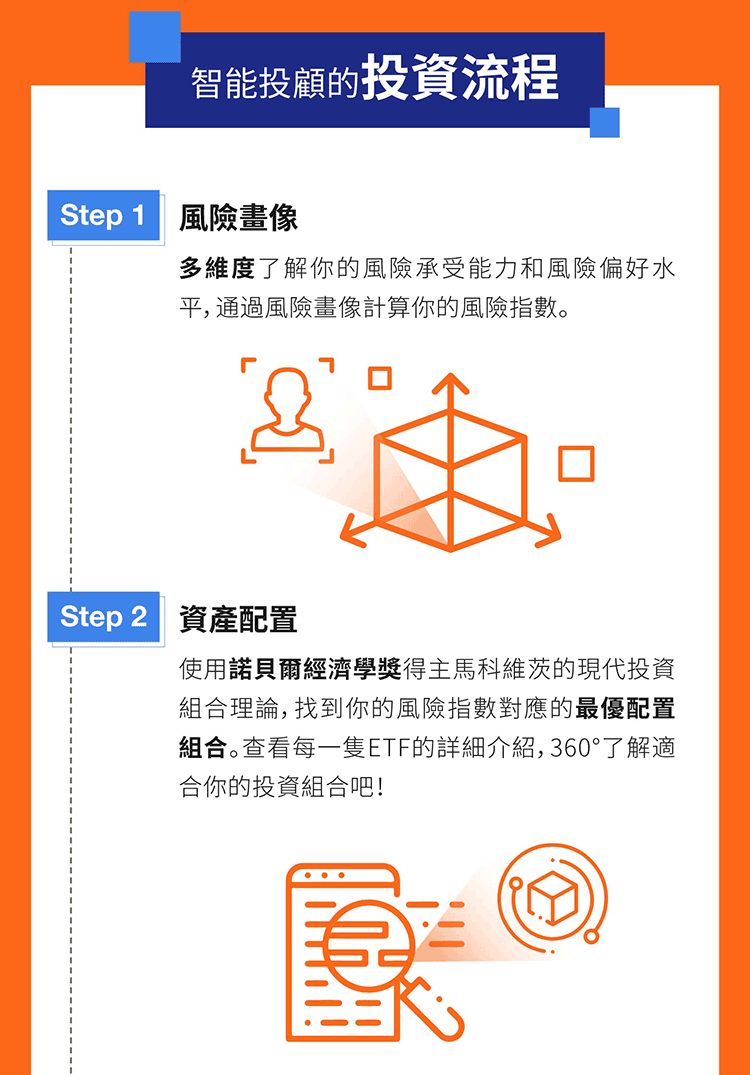 智能投顧的投資流程
Step 1
風險畫像
多維度了解你的風險承受能力和風險偏好水
平,通過風險畫像計算你的風險指數。
Step 2
資產配置
使用諾貝爾經濟學獎得主馬科維茨的現代投資
組合理論,找到你的風險指數對應的最優配置
組合。查看每一隻ETF的詳細介紹,360°了解適
合你的投資組合吧!